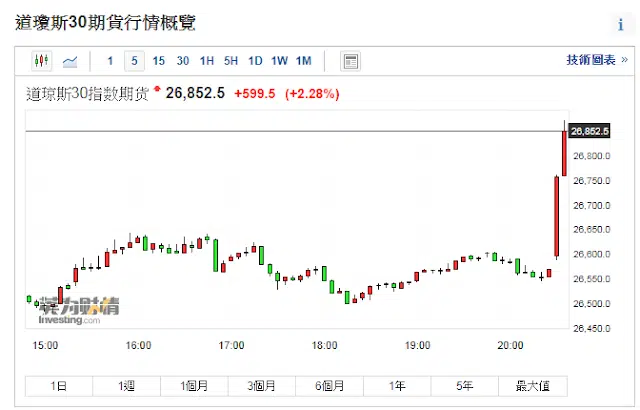 道瓊斯30期貨行情概覽
1 5 15 30 1H 5H 1D 1W 1M 技術圖表 »
道琼斯30指数期货 26,852.5 +599.5 (+2.28%)
26,852.5
26,800.0
26,750.0
26,700.0
26,650.0
26,600.0
26,550.0
26,500.0
26,450.0
英为财情
Investing.com
15:00 16:00 17:00 18:00 19:00 20:00
1日 1週 1個月 3個月 6個月 1年 5年 最大值